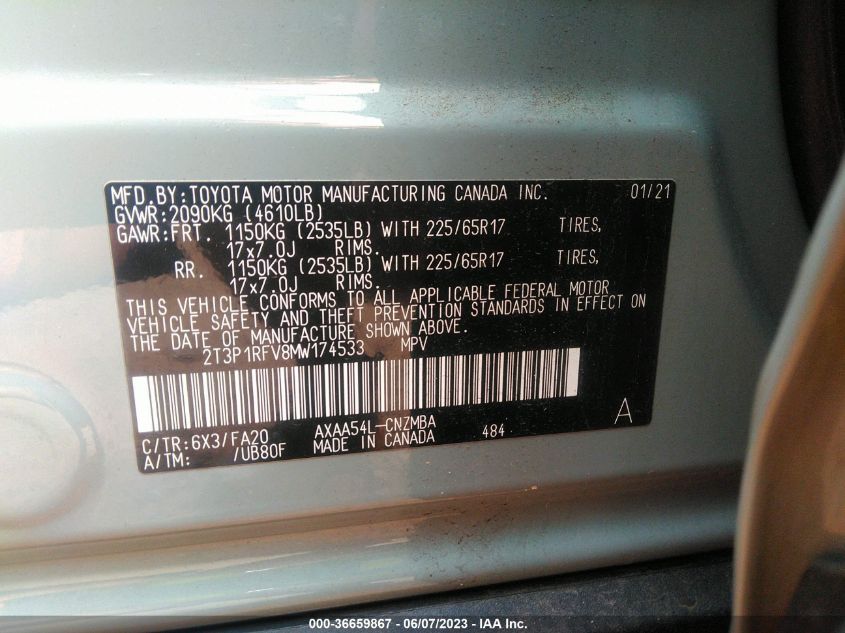 MFD.BY:TOYOTA MOTOR MANUFACTURING CANADA INC. 01/21
GVWR:2090KG (4610LB)
GAWR:FRT. 1150KG (2535LB) WITH 225/65R17 TIRES,
17x7.0J RIMS.
RR. 1150KG (2535LB) WITH 225/65R17 TIRES,
17x7.0J RIMS.
THIS VEHICLE CONFORMS TO ALL APPLICABLE FEDERAL MOTOR
VEHICLE SAFETY AND THEFT PREVENTION STANDARDS IN EFFECT ON
THE DATE OF MANUFACTURE SHOWN ABOVE.
2T3P1RFV8MW174533 MPV
A
C/TR:6X3/FA20 AXAA54L-CNZMBA 484
A/TM: /UB80F MADE IN CANADA
000-36659867 - 06/07/2023 - IAA Inc.